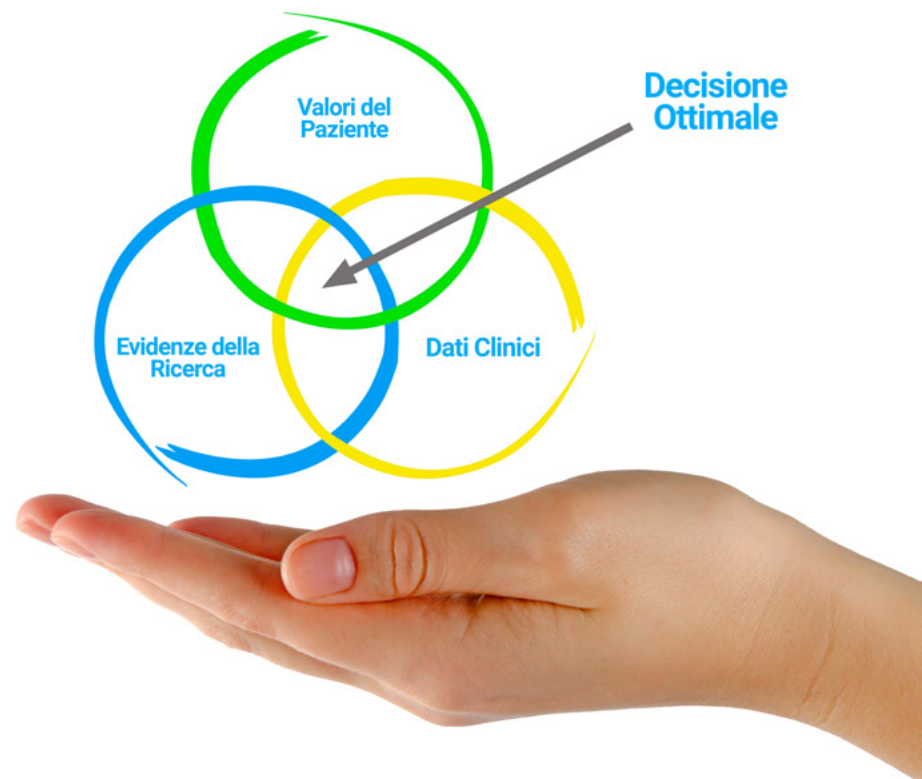 Valori del
Paziente
Decisione
Ottimale
Evidenze della
Ricerca
Dati Clinici